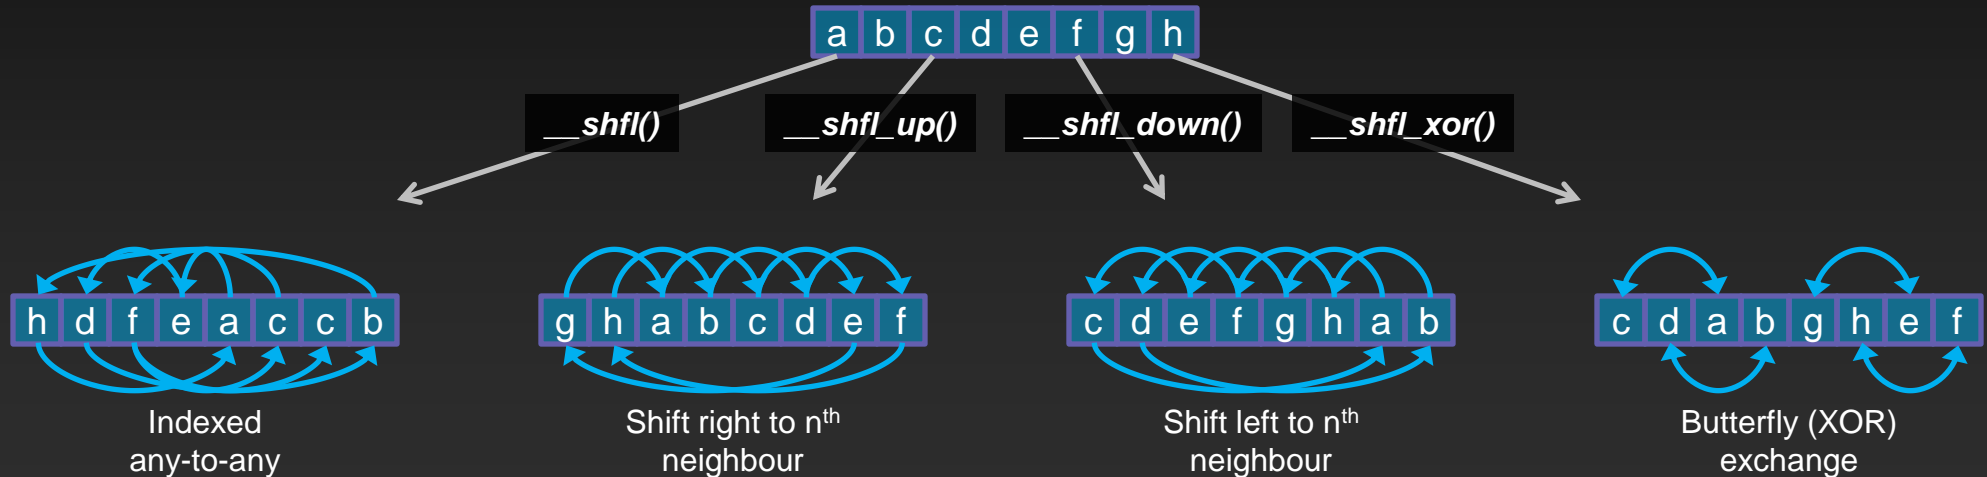 a b c d e f g h
__shfl() __shfl_up() __shfl_down() __shfl_xor()
h d f e a c c b
g h a b c d e f
c d e f g h a b
c d a b g h e f
Indexed
any-to-any
Shift right to nth
neighbour
Shift left to nth
neighbour
Butterfly (XOR)
exchange